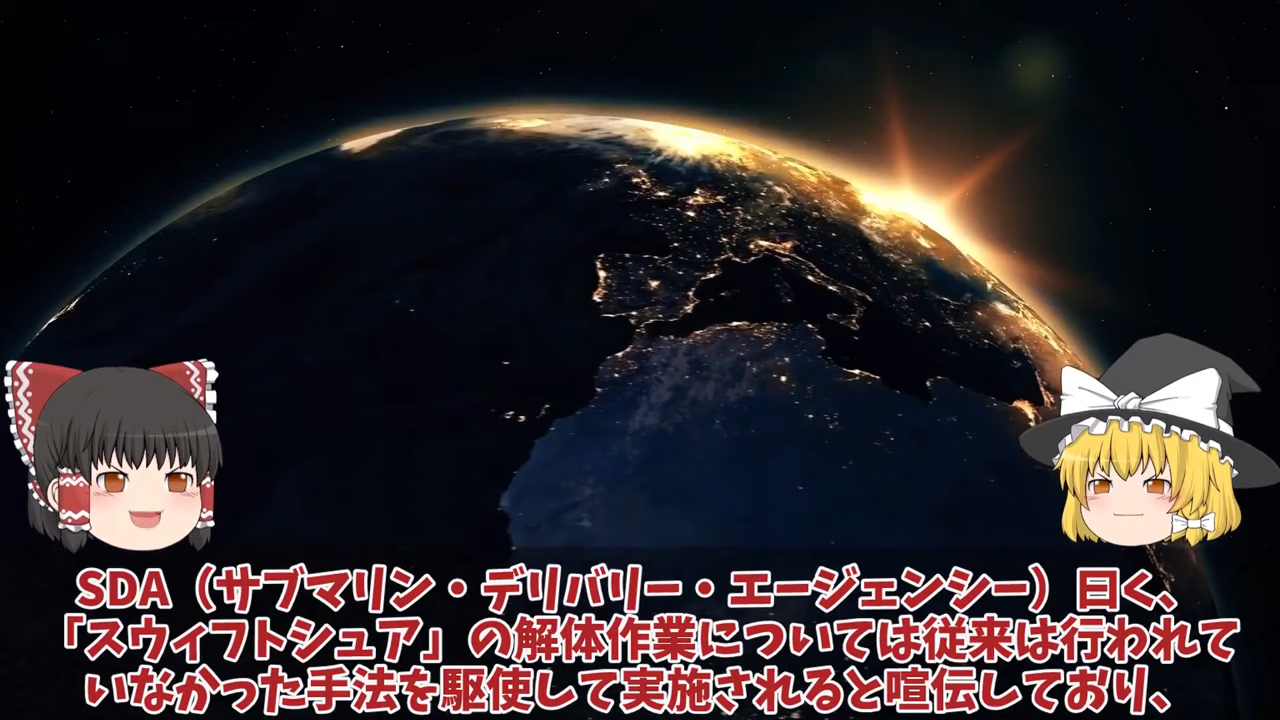 SDA（サブマリン・デリバリー・エージェンシー）曰く、
「スウィフトシュア」の解体作業については従来は行われて
いなかった手法を駆使して実施されると喧伝しており、